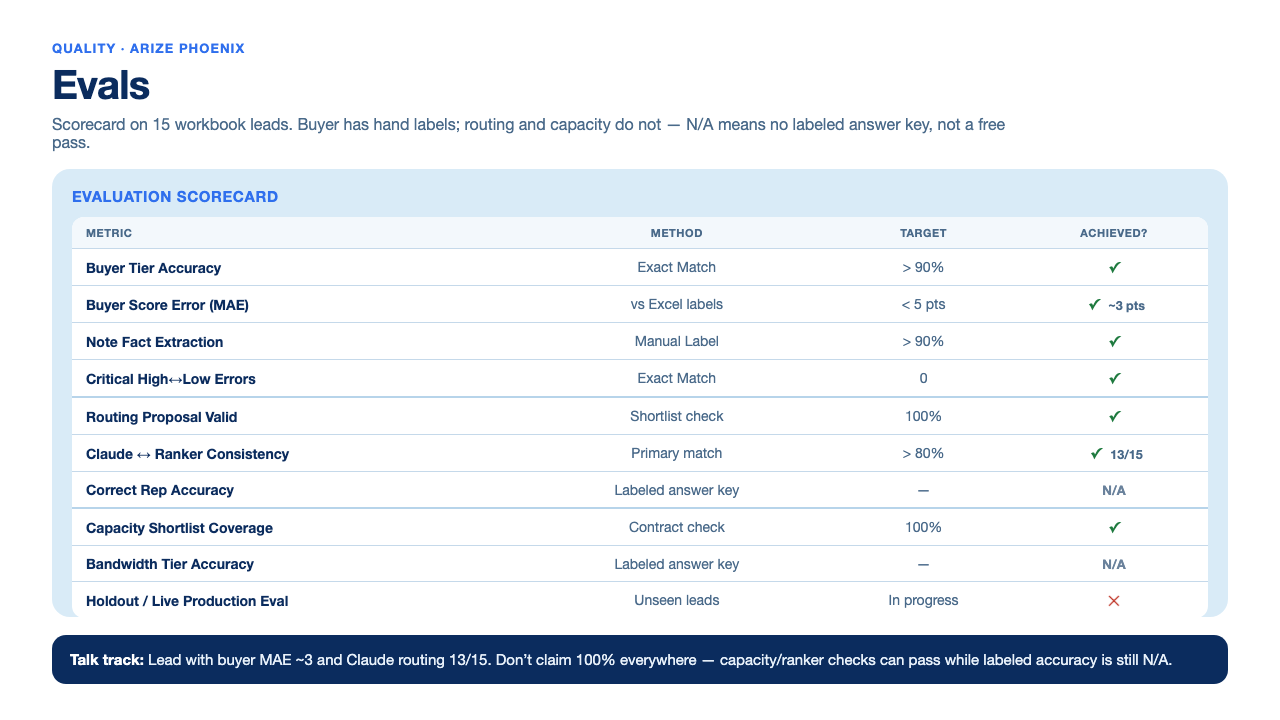 QUALITY · ARIZE PHOENIX
Evals
Scorecard on 15 workbook leads. Buyer has hand labels; routing and capacity do not — N/A means no labeled answer key, not a free
pass.
EVALUATION SCORECARD
METRIC METHOD TARGET ACHIEVED?
Buyer Tier Accuracy Exact Match > 90% ✓
Buyer Score Error (MAE) vs Excel labels < 5 pts ✓ ~3 pts
Note Fact Extraction Manual Label > 90% ✓
Critical High↔Low Errors Exact Match 0 ✓
Routing Proposal Valid Shortlist check 100% ✓
Claude ↔ Ranker Consistency Primary match > 80% ✓ 13/15
Correct Rep Accuracy Labeled answer key — N/A
Capacity Shortlist Coverage Contract check 100% ✓
Bandwidth Tier Accuracy Labeled answer key — N/A
Holdout / Live Production Eval Unseen leads In progress ✕
Talk track: Lead with buyer MAE ~3 and Claude routing 13/15. Don’t claim 100% everywhere — capacity/ranker checks can pass while labeled accuracy is still N/A.